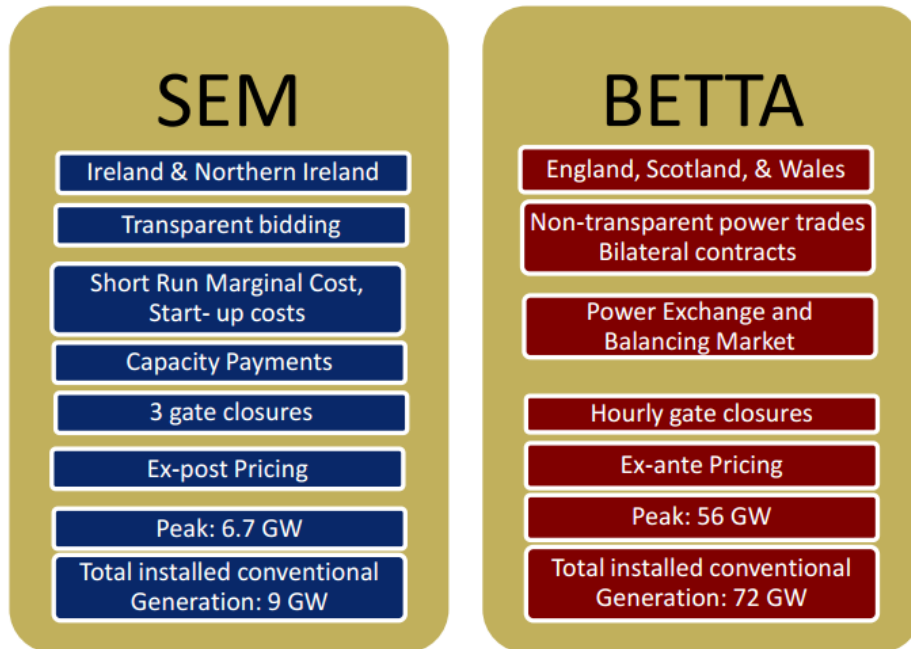 SEM
Ireland & Northern Ireland
Transparent bidding
Short Run Marginal Cost,
Start- up costs
Capacity Payments
3 gate closures
Ex-post Pricing
Peak: 6.7 GW
Total installed conventional
Generation: 9 GW
BETTA
England, Scotland, & Wales
Non-transparent power trades
Bilateral contracts
Power Exchange and
Balancing Market
Hourly gate closures
Ex-ante Pricing
Peak: 56 GW
Total installed conventional
Generation: 72 GW